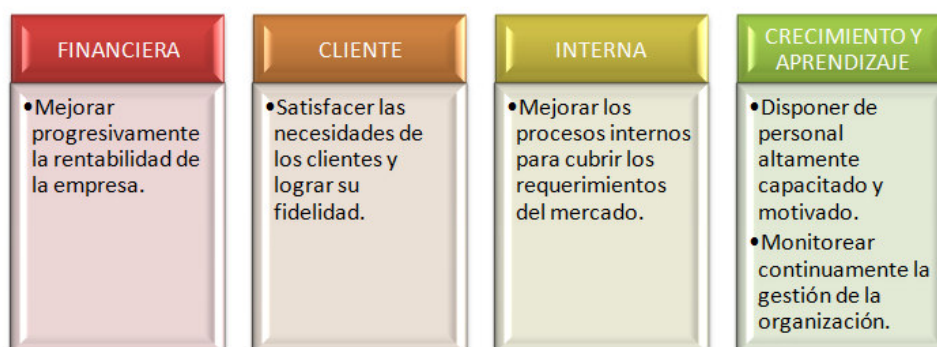 FINANCIERA
•Mejorar
progresivamente
la rentabilidad de
la empresa.
CLIENTE
•Satisfacer las
necesidades de
los clientes y
lograr su
fidelidad.
INTERNA
•Mejorar los
procesos internos
para cubrir los
requerimientos
del mercado.
CRECIMIENTO Y
APRENDIZAJE
•Disponer de
personal
altamente
capacitado y
motivado.
•Monitorear
continuamente la
gestión de la
organización.